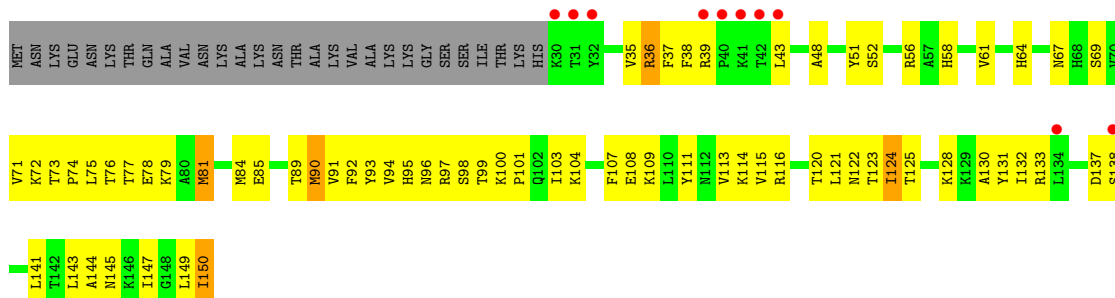 MET ASN LYS GLU ASN LYS THR GLN ALA VAL ASN LYS ALA LEU ASN THR ALA LYS VAL ALA LYS LYS GLY SER SER ILE THR LYS HIS K30 T31 Y32 V35 R36 F37 F38 R39 P40 K41 T42 L43 A48 Y51 S52 R56 A57 H58 V61 H64 N67 H68 S69 V70
V71 K72 T73 P74 L75 T76 T77 E78 K79 A80 M81 M84 E85 T89 M90 V91 F92 Y93 V94 H95 N96 R97 S98 T99 K100 P101 Q102 I103 K104 F107 E108 K109 L110 Y111 N112 V113 K114 V115 R116 T120 L121 N122 T123 I124 T125 K128 K129 A130 Y131 I132 R133 L134 D137 S138
L141 T142 L143 A144 N145 K146 I147 G148 L149 I150